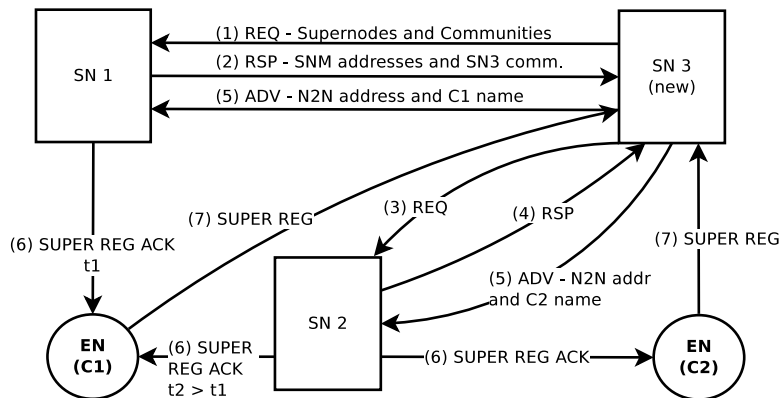 (1) REQ - Supernodes and Communities
SN 1
(2) RSP - SNM addresses and SN3 comm.
SN 3
(new)
(5) ADV - N2N address and C1 name
(7) SUPER REG
(3) REQ
(4) RSP
(6) SUPER REG ACK
t1
(7) SUPER REG
(5) ADV - N2N addr
and C2 name
SN 2
EN
(C1)
(6) SUPER
REG ACK
t2 > t1
(6) SUPER REG ACK
EN
(C2)